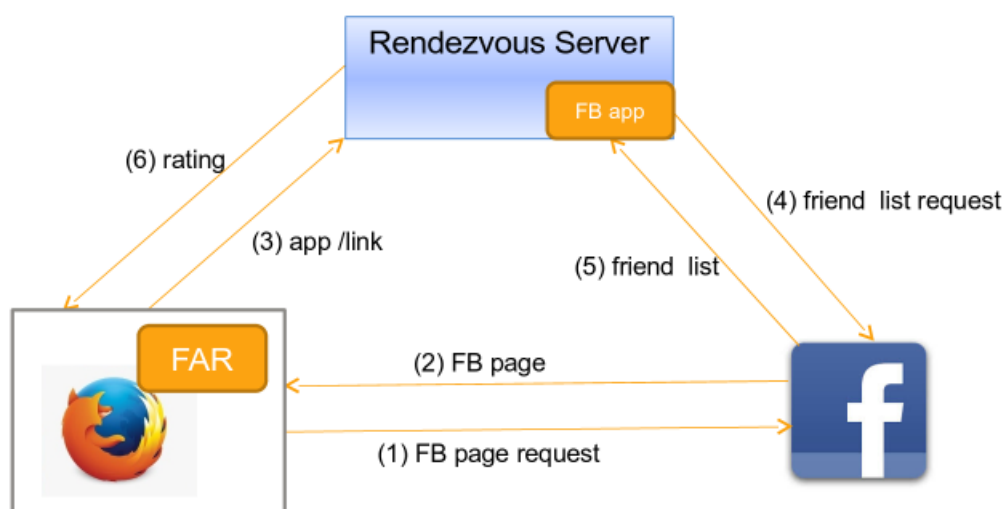 Rendezvous Server
FB app
(6) rating
(4) friend list request
(3) app /link
(5) friend list
FAR
(2) FB page
f
(1) FB page request